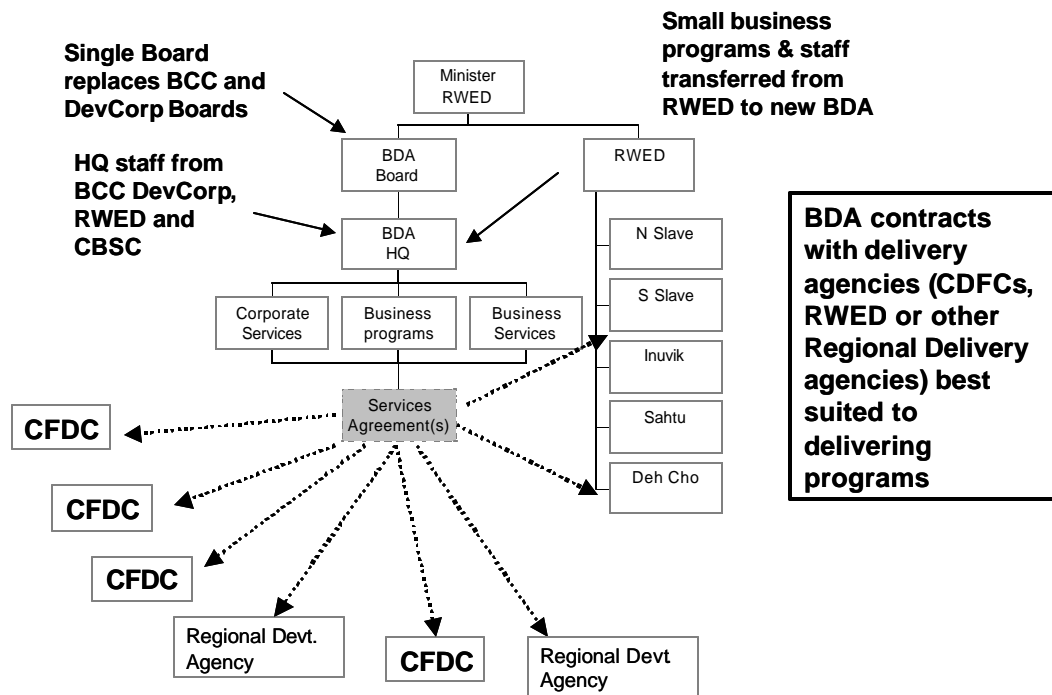 Single Board
replaces BCC and
DevCorp Boards
Small business
programs & staff
transferred from
RWED to new BDA
Minister
RWED
BDA
Board
RWED
HQ staff from
BCC DevCorp,
RWED and
CBSC
BDA
HQ
N Slave
S Slave
Inuvik
Sahtu
Deh Cho
BDA contracts
with delivery
agencies (CDFCs,
RWED or other
Regional Delivery
agencies) best
suited to
delivering
programs
Corporate
Services
Business
programs
Business
Services
Services
Agreement(s)
CFDC
CFDC
CFDC
Regional Devt.
Agency
CFDC
Regional Devt
Agency